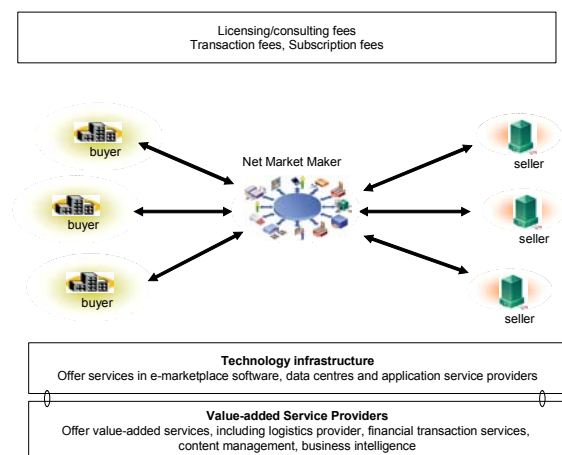 Licensing/consulting fees
Transaction fees, Subscription fees
buyer
Net Market Maker
seller
buyer
seller
buyer
seller
Technology infrastructure
Offer services in e-marketplace software, data centres and application service providers
Value-added Service Providers
Offer value-added services, including logistics provider, financial transaction services,
content management, business intelligence